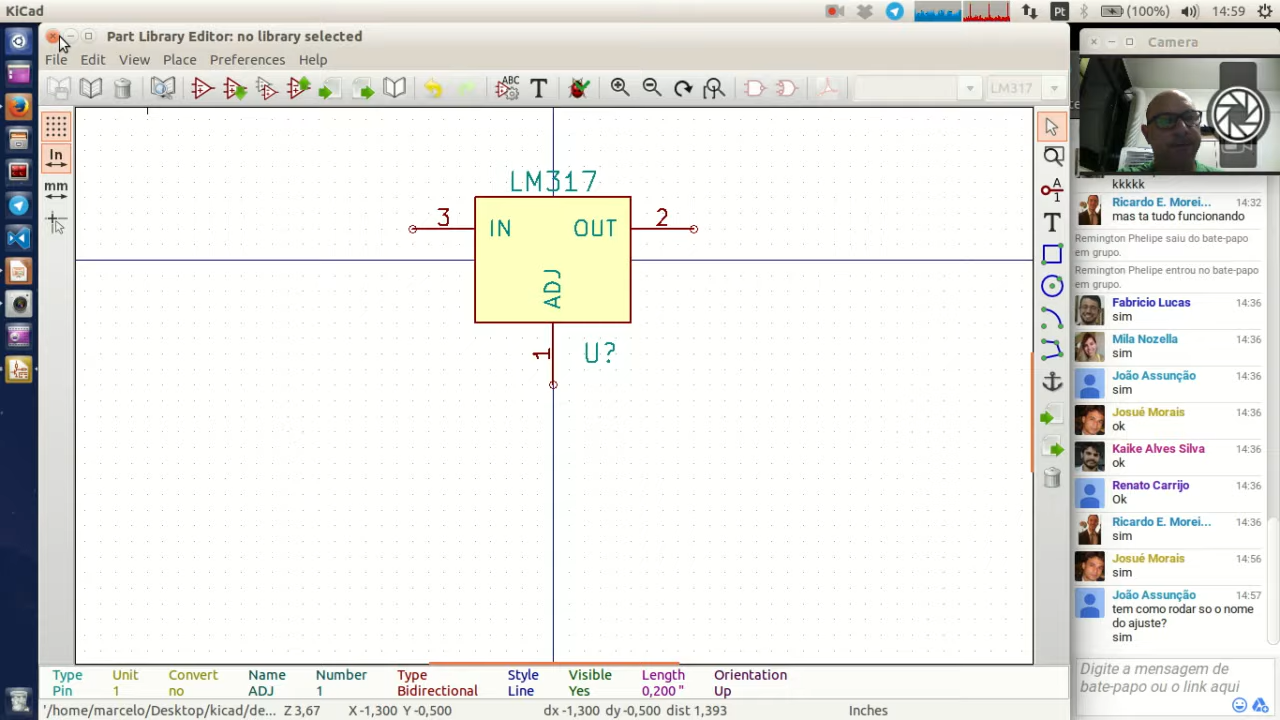 KiCad
Pt
(100%)
14:59
Part Library Editor: no library selected
Camera
File Edit View Place Preferences Help
ABC
T
LM317
In
mm
LM317
3
IN
OUT
2
ADJ
1
U?
A
1
T
kkkkk
Ricardo E. Morei... 14:32
mas ta tudo funcionando
Remington Phelipe saiu do bate-papo
em grupo.
Remington Phelipe entrou no bate-papo
em grupo.
Fabricio Lucas 14:36
sim
Mila Nozella 14:36
sim
João Assunção 14:36
sim
Josué Morais 14:36
ok
Kaike Alves Silva 14:36
ok
Renato Carrijo 14:36
Ok
Ricardo E. Morei... 14:36
sim
Josué Morais 14:56
sim
João Assunção 14:57
tem como rodar so o nome
do ajuste?
sim
Digite a mensagem de
bate-papo ou o link aqui
Type Unit Convert Name Number Type Style Visible Length Orientation
Pin 1 no ADJ 1 Bidirectional Line Yes 0,200 " Up
'/home/marcelo/Desktop/kicad/de... Z 3,67 X -1,300 Y -0,500 dx -1,300 dy -0,500 dist 1,393 Inches